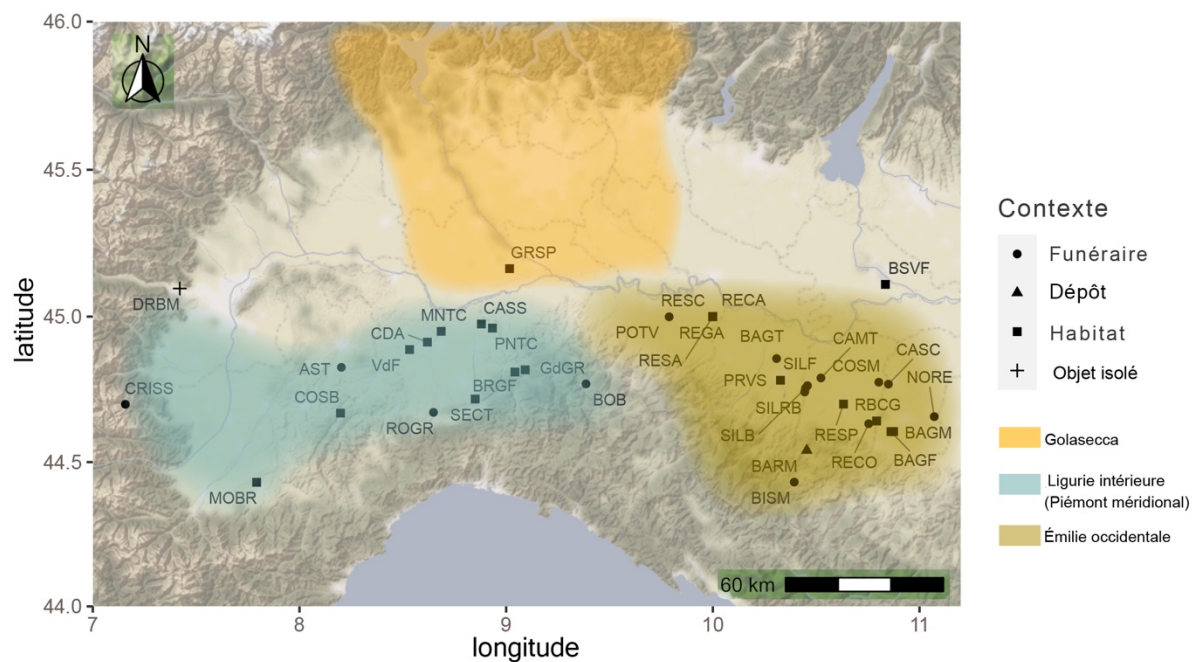 46.0
N
45.5
GRSP
BSVF
DRBM
45.0
MNTC
CASS
RESC
RECA
CDA
PNTC
POTV
REGA
BAGT
CAMT
AST
VdF
GdGR
RESA
SILF
COSM
CASC
CRISS
COSB
BRGF
BOB
PRVS
NORE
ROGR
SECT
SILRB
RBCG
SILB
RESP
BAGM
44.5
MOBR
BARM
RECO
BAGF
BISM
60 km
44.0
7
8
9
10
11
longitude
latitude
Contexte
Funéraire
Dépôt
Habitat
Objet isolé
Golasecca
Ligurie intérieure
(Piémont méridional)
Émilie occidentale